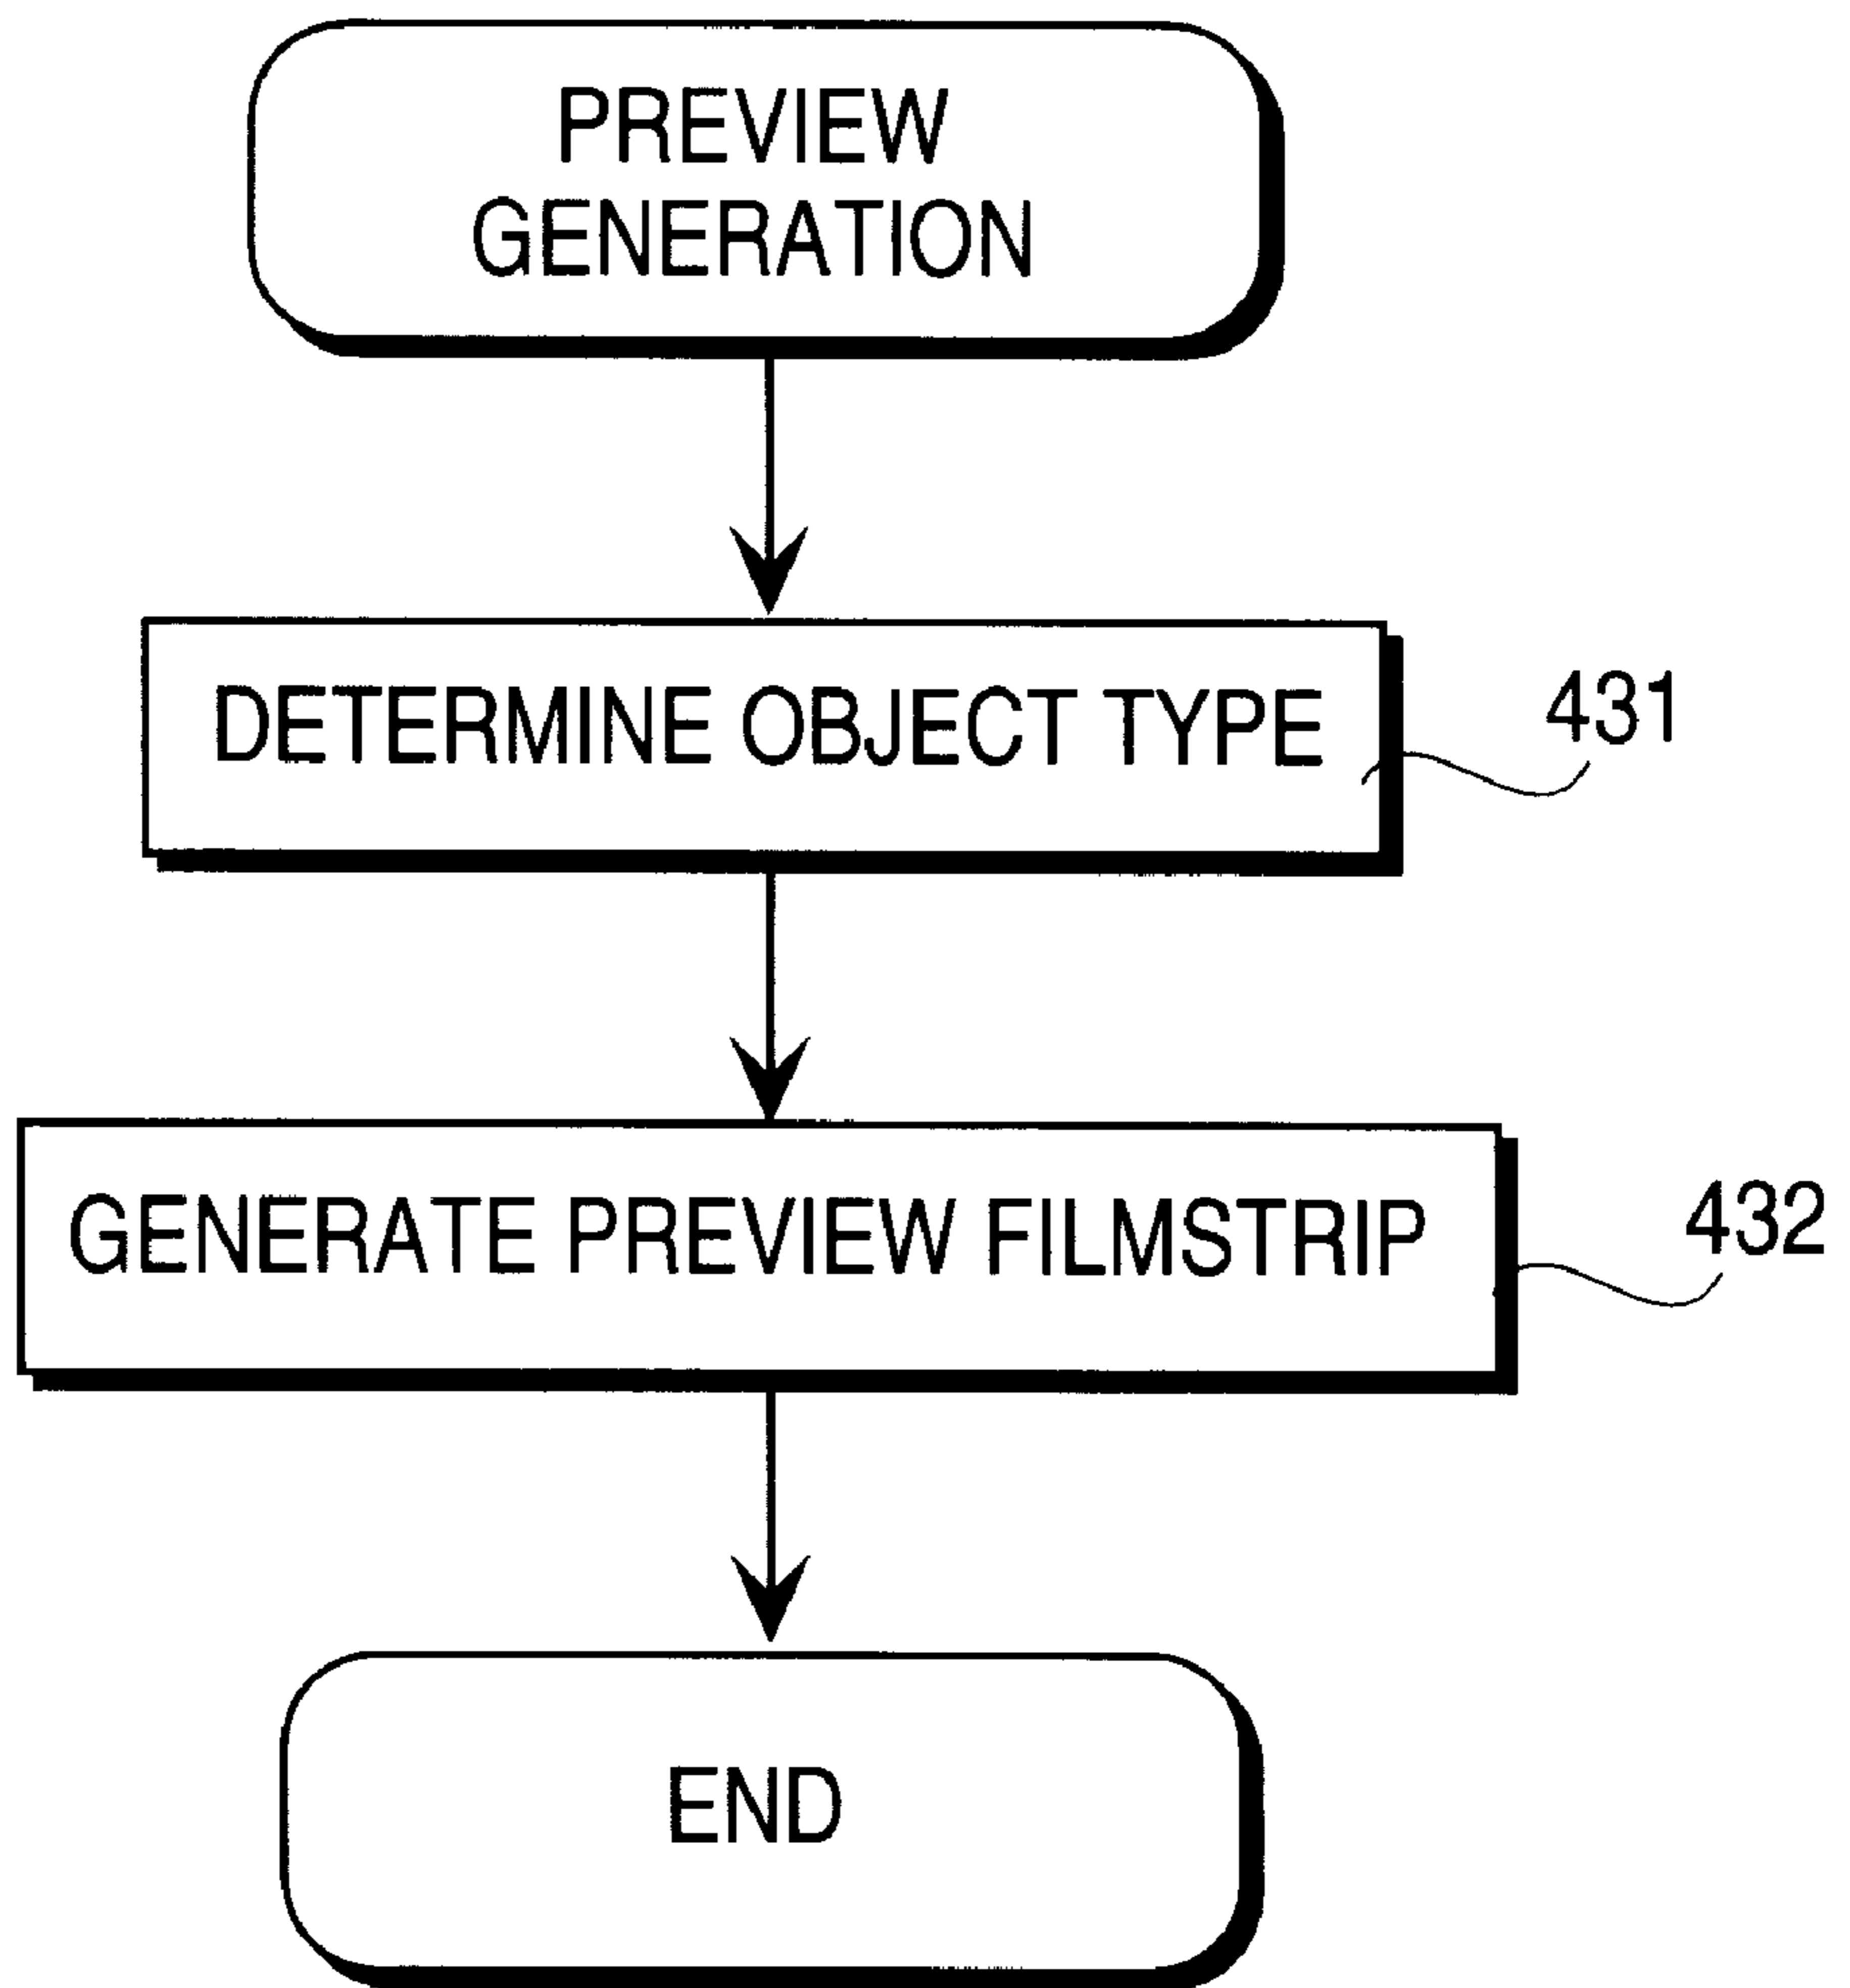 PREVIEW
GENERATION
DETERMINE OBJECT TYPE
431
GENERATE PREVIEW FILMSTRIP
432
END